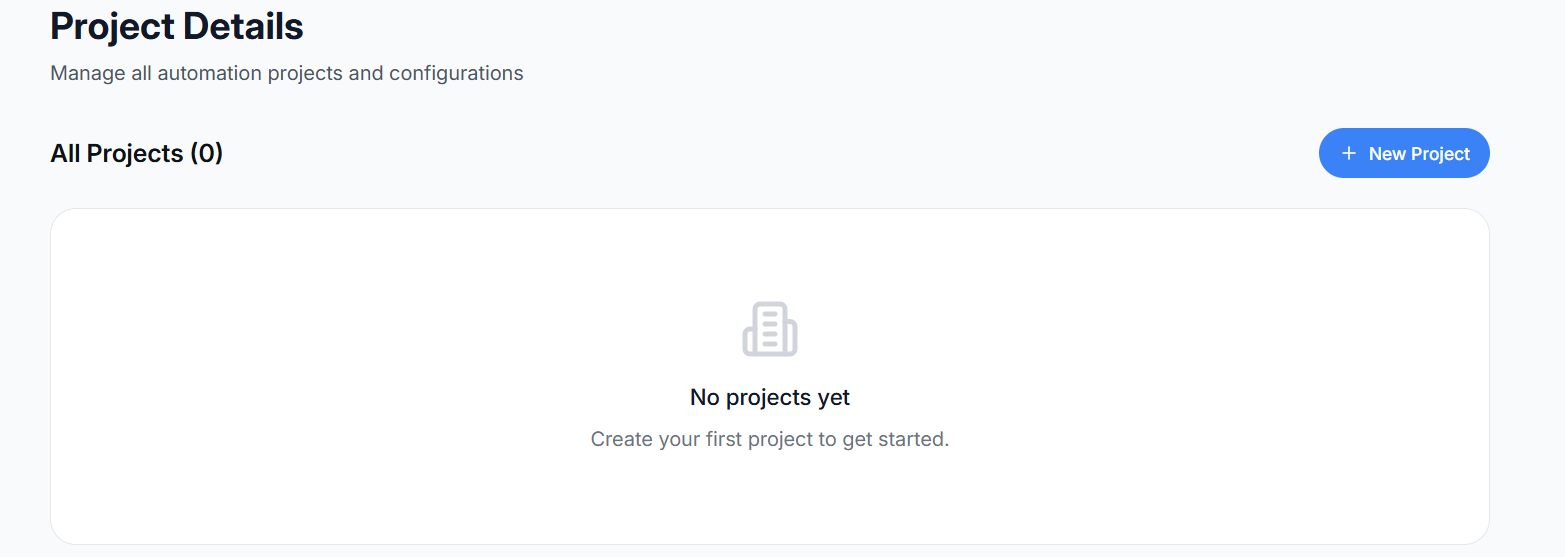 Project Details
Manage all automation projects and configurations
All Projects (0)
+ New Project
No projects yet
Create your first project to get started.